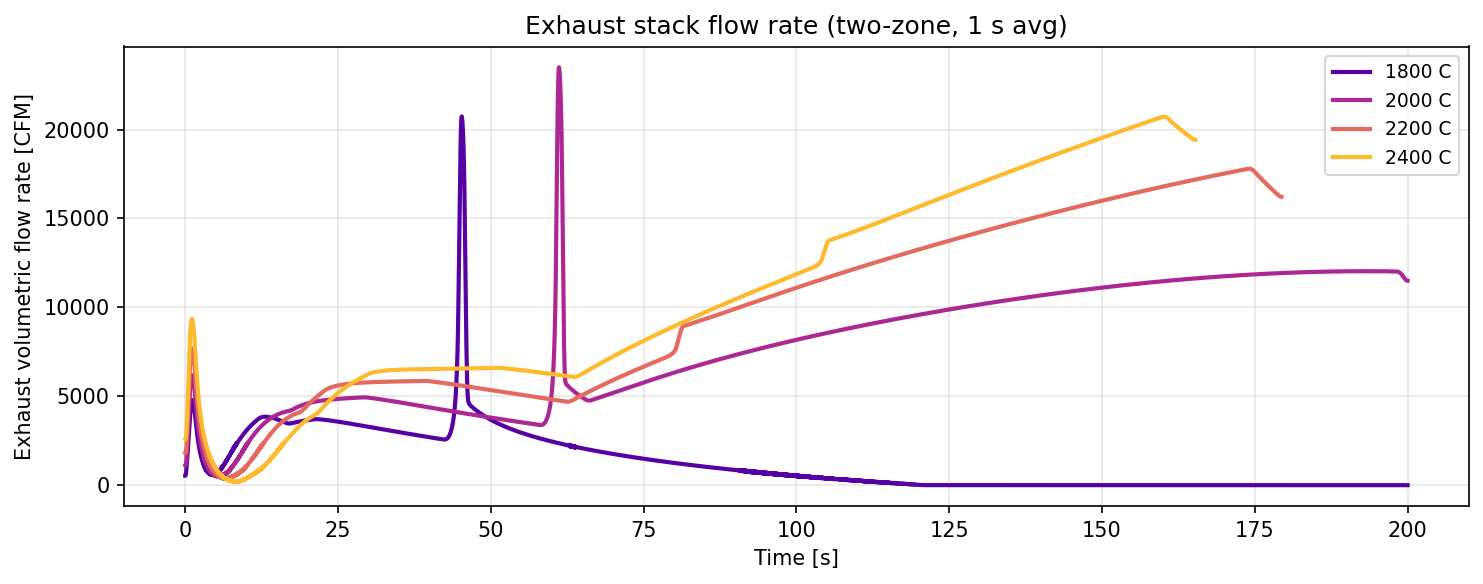 Exhaust stack flow rate (two-zone, 1 s avg)
Exhaust volumetric flow rate [CFM]
20000
15000
10000
5000
0
1800 C
2000 C
2200 C
2400 C
0 25 50 75 100 125 150 175 200
Time [s]